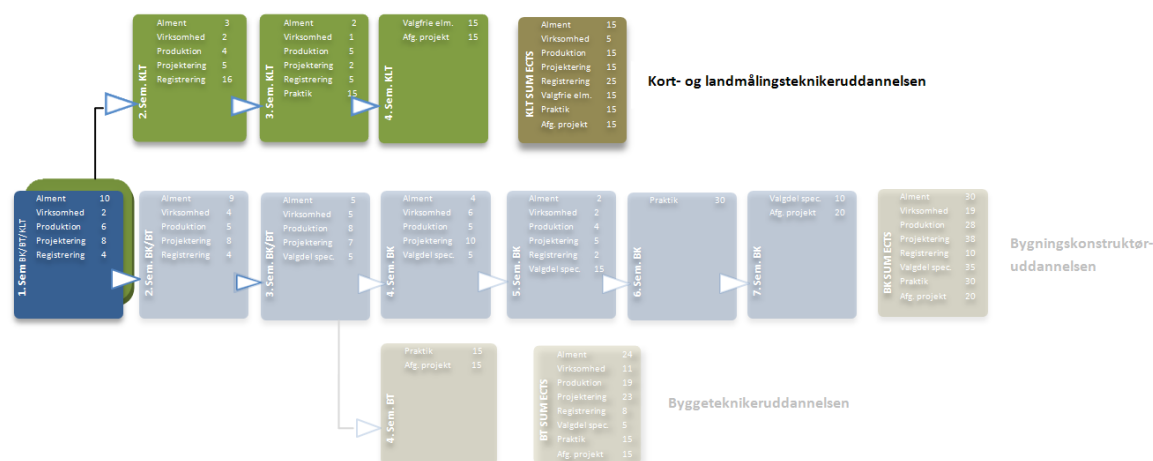 Alment 3
Virksomhed 2
Produktion 4
Projektering 5
Registrering 16
2. Sem. KLT
Alment 2
Virksomhed 1
Produktion 5
Projektering 2
Registrering 5
Praktik 15
3. Sem. KLT
Valgfrie elm. 15
Afg. projekt 15
4. Sem. KLT
Alment 15
Virksomhed 5
Produktion 15
Projektering 15
Registrering 25
Valgfrie elm. 15
Praktik 15
Afg. projekt 15
KLT SUM ECTS
Kort- og landmålingsteknikeruddannelsen
Alment 10
Virksomhed 2
Produktion 6
Projektering 8
Registrering 4
1. Sem BK/BT/KLT
Alment 9
Virksomhed 4
Produktion 5
Projektering 8
Registrering 4
2. Sem. BK/BT
Alment 5
Virksomhed 5
Produktion 8
Projektering 7
Valgdel spec. 5
3. Sem. BK/BT
Alment 4
Virksomhed 6
Produktion 5
Projektering 10
Valgdel spec. 5
4. Sem. BK
Alment 2
Virksomhed 2
Produktion 4
Projektering 5
Registrering 2
Valgdel spec. 15
5. Sem. BK
Praktik 30
6. Sem. BK
Valgdel spec. 10
Afg. projekt 20
7. Sem. BK
Alment 30
Virksomhed 19
Produktion 28
Projektering 38
Registrering 10
Valgdel spec. 35
Praktik 30
Afg. projekt 20
BK SUM ECTS
Bygningskonstruktør-
uddannelsen
Praktik 15
Afg. projekt 15
4. Sem. BT
Alment 24
Virksomhed 11
Produktion 19
Projektering 23
Registrering 8
Valgdel spec. 5
Praktik 15
Afg. projekt 15
BT SUM ECTS
Byggeteknikeruddannelsen